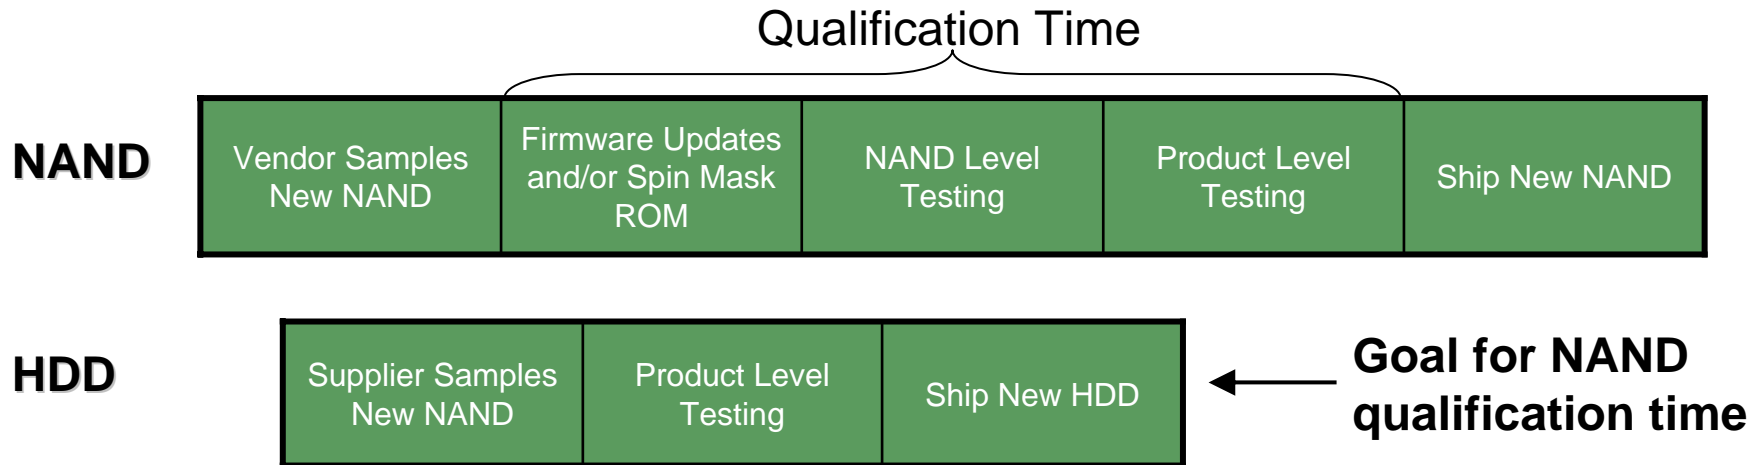 Qualification Time
NAND
Vendor Samples
New NAND
Firmware Updates
and/or Spin Mask
ROM
NAND Level
Testing
Product Level
Testing
Ship New NAND
HDD
Supplier Samples
New NAND
Product Level
Testing
Ship New HDD
Goal for NAND
qualification time